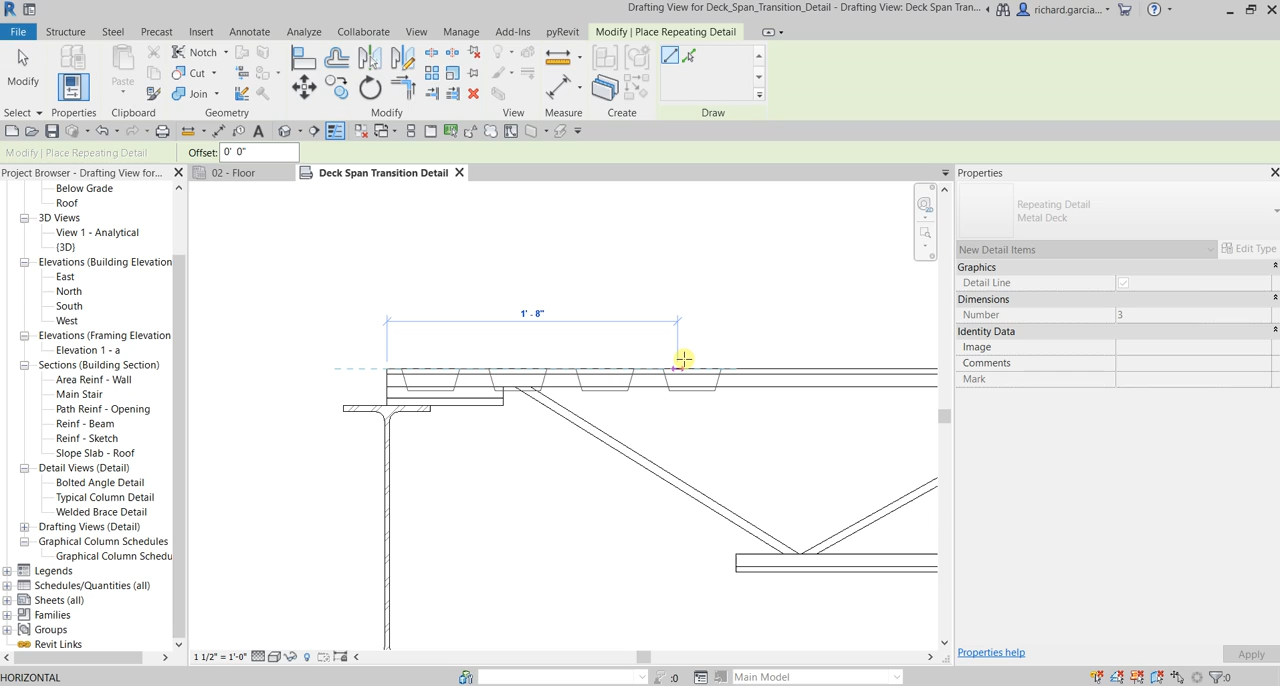 Drafting View for Deck_Span_Transition_Detail - Drafting View: Deck Span Tran...
richard.garcia...
File Structure Steel Precast Insert Annotate Analyze Collaborate View Manage Add-Ins pyRevit Modify | Place Repeating Detail
Modify Paste Notch Cut Join
Select Properties Clipboard Geometry Modify View Measure Create Draw
Modify | Place Repeating Detail Offset: 0' 0"
Project Browser - Drafting View for... 02 - Floor Deck Span Transition Detail Properties
Below Grade
Roof
3D Views
View 1 - Analytical
{3D}
Elevations (Building Elevation
East
North
South
West
Elevations (Framing Elevation
Elevation 1 - a
Sections (Building Section)
Area Reinf - Wall
Main Stair
Path Reinf - Opening
Reinf - Beam
Reinf - Sketch
Slope Slab - Roof
Detail Views (Detail)
Bolted Angle Detail
Typical Column Detail
Welded Brace Detail
Drafting Views (Detail)
Graphical Column Schedules
Graphical Column Schedu
Legends
Schedules/Quantities (all)
Sheets (all)
Families
Groups
Revit Links
1' - 8"
Repeating Detail
Metal Deck
New Detail Items Edit Type
Graphics
Detail Line
Dimensions
Number 3
Identity Data
Image
Comments
Mark
Properties help Apply
1 1/2" = 1'-0"
HORIZONTAL :0 Main Model :0